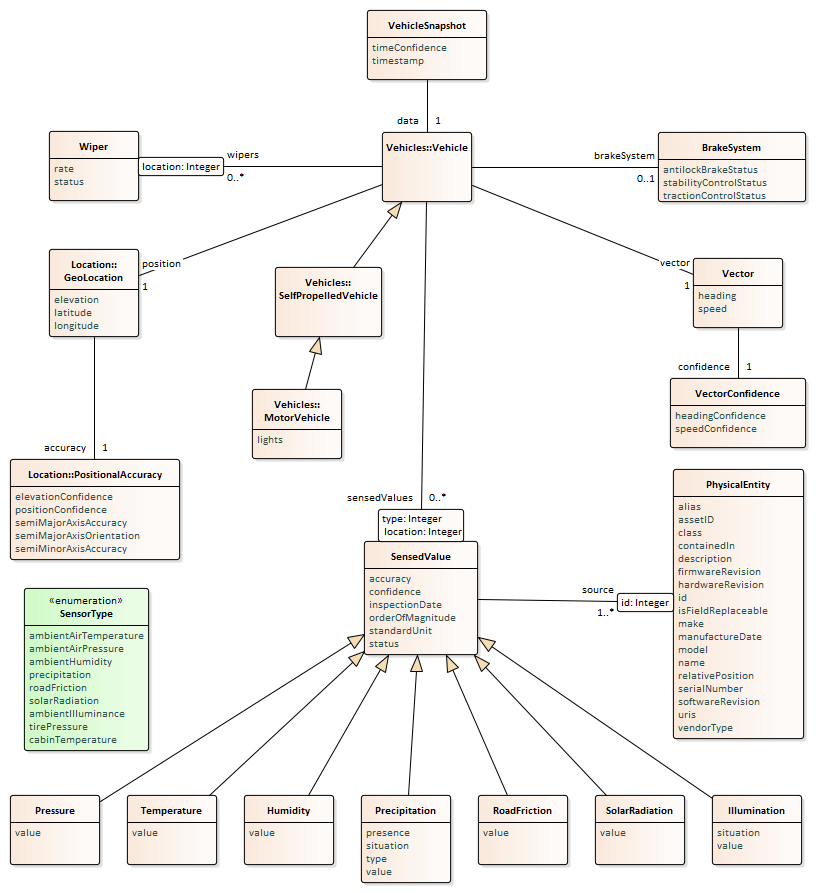 VehicleSnapshot
timeConfidence
timestamp
data 1
Wiper
rate
status
location: Integer
wipers
0..*
Vehicles::Vehicle
brakeSystem
0..1
BrakeSystem
antilockBrakeStatus
stabilityControlStatus
tractionControlStatus
Location::
GeoLocation
elevation
latitude
longitude
position
1
Vehicles::
SelfPropelledVehicle
vector
1
Vector
heading
speed
confidence 1
VectorConfidence
headingConfidence
speedConfidence
Vehicles::
MotorVehicle
lights
accuracy 1
Location::PositionalAccuracy
elevationConfidence
positionConfidence
semiMajorAxisAccuracy
semiMajorAxisOrientation
semiMinorAxisAccuracy
sensedValues 0..*
type: Integer
location: Integer
SensedValue
accuracy
confidence
inspectionDate
orderOfMagnitude
standardUnit
status
source
1..*
id: Integer
PhysicalEntity
alias
assetID
class
containedIn
description
firmwareRevision
hardwareRevision
id
isFieldReplaceable
make
manufactureDate
model
name
relativePosition
serialNumber
softwareRevision
uris
vendorType
«enumeration»
SensorType
ambientAirTemperature
ambientAirPressure
ambientHumidity
precipitation
roadFriction
solarRadiation
ambientIlluminance
tirePressure
cabinTemperature
Pressure
value
Temperature
value
Humidity
value
Precipitation
presence
situation
type
value
RoadFriction
value
SolarRadiation
value
Illumination
situation
value